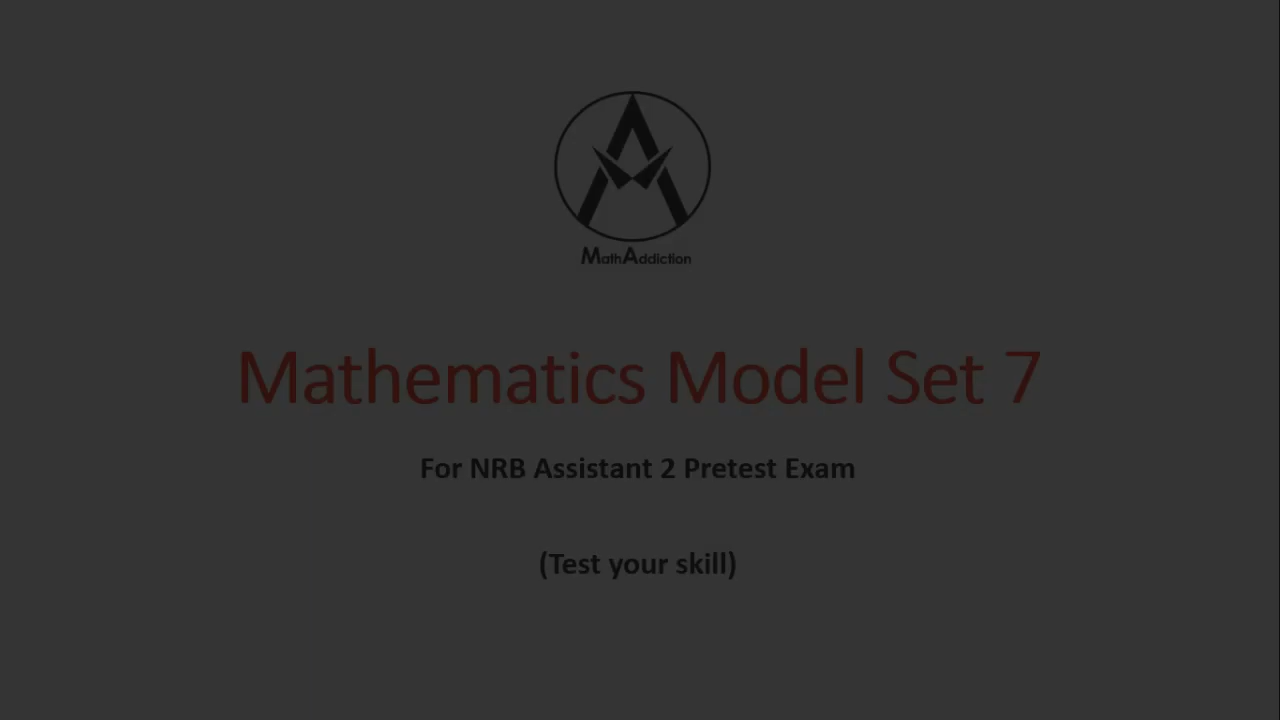 MathAddiction
Mathematics Model Set 7
For NRB Assistant 2 Pretest Exam
(Test your skill)